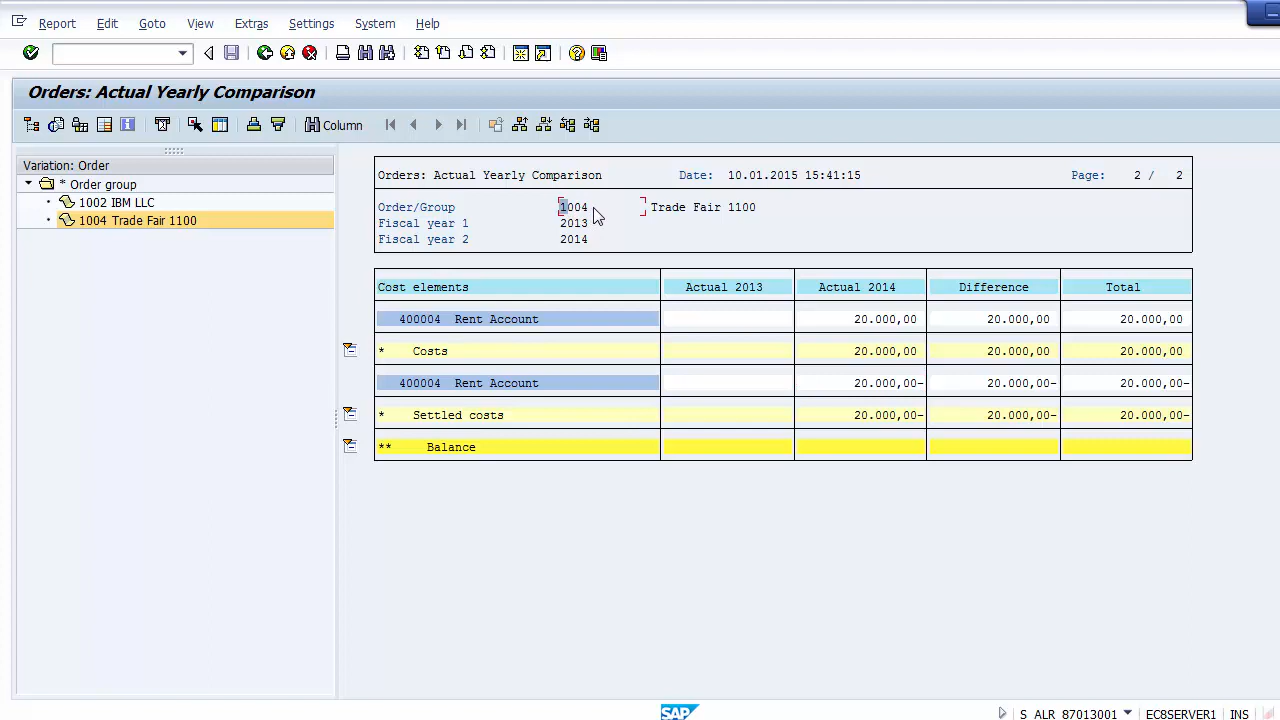 Report Edit Goto View Extras Settings System Help
Orders: Actual Yearly Comparison
Column
Variation: Order
* Order group
1002 IBM LLC
1004 Trade Fair 1100
Orders: Actual Yearly Comparison Date: 10.01.2015 15:41:15 Page: 2 / 2
Order/Group 1004 Trade Fair 1100
Fiscal year 1 2013
Fiscal year 2 2014
Cost elements Actual 2013 Actual 2014 Difference Total
400004 Rent Account 20.000,00 20.000,00 20.000,00
* Costs 20.000,00 20.000,00 20.000,00
400004 Rent Account 20.000,00- 20.000,00- 20.000,00-
* Settled costs 20.000,00- 20.000,00- 20.000,00-
** Balance
SAP S_ALR_87013001 EC8SERVER1 INS